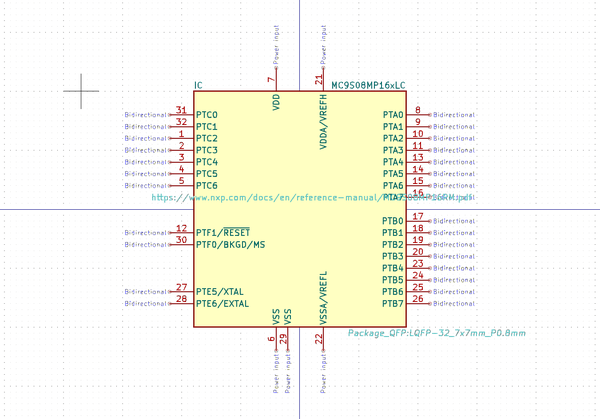 Power input
Power input
7
21
IC
MC9S08MP16xLC
VDD
VDDA/VREFH
Bidirectional 31 PTC0
PTA0 8 Bidirectional
Bidirectional 32 PTC1
PTA1 9 Bidirectional
Bidirectional 1 PTC2
PTA2 10 Bidirectional
Bidirectional 2 PTC3
PTA3 11 Bidirectional
Bidirectional 3 PTC4
PTA4 13 Bidirectional
Bidirectional 4 PTC5
PTA5 14 Bidirectional
Bidirectional 5 PTC6
PTA6 15 Bidirectional
PTA7 16
https://www.nxp.com/docs/en/reference-manual/
PTB0 17 Bidirectional
Bidirectional 12 PTF1/RESET
PTB1 18 Bidirectional
Bidirectional 30 PTF0/BKGD/MS
PTB2 19 Bidirectional
PTB3 20 Bidirectional
PTB4 23 Bidirectional
PTB5 24 Bidirectional
Bidirectional 27 PTE5/XTAL
PTB6 25 Bidirectional
Bidirectional 28 PTE6/EXTAL
PTB7 26 Bidirectional
VSS
VSS
VSSA/VREFL
6
29
22
Package_QFP:LQFP-32_7x7mm_P0.8mm
Power input
Power input
Power input